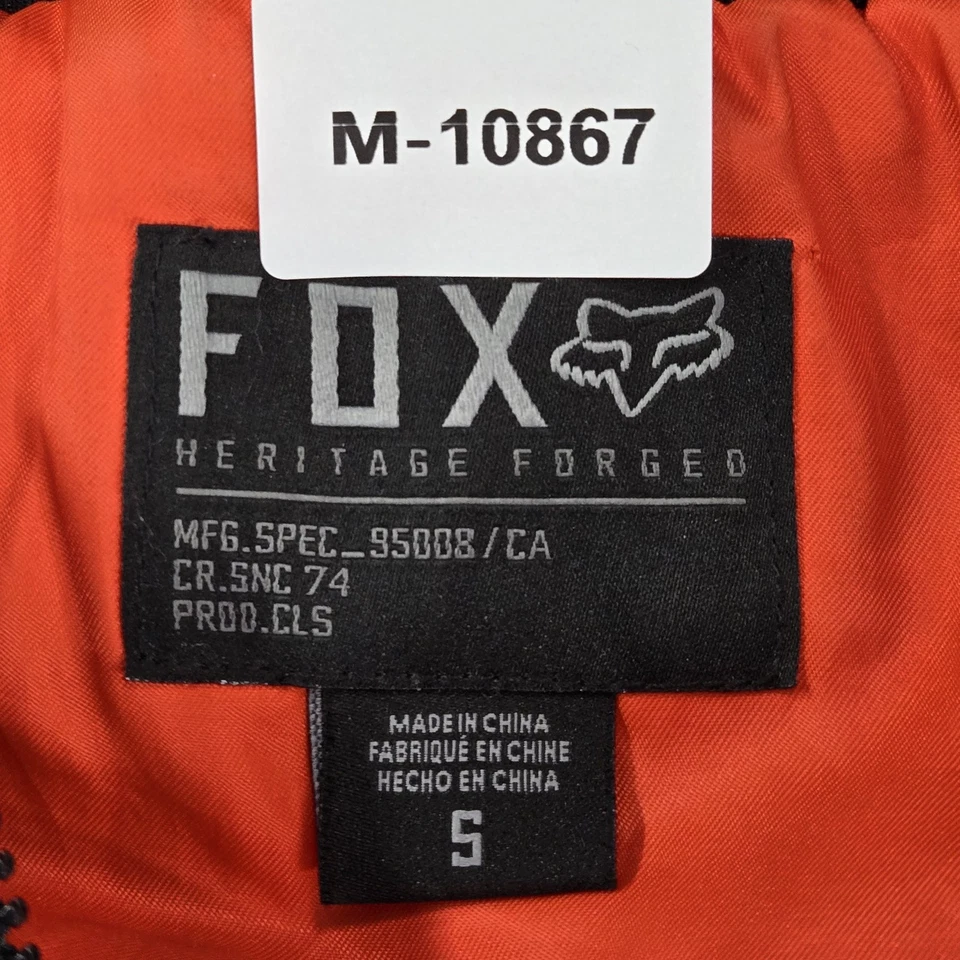 M-10867
FOX
HERITAGE FORGED
MFG.SPEC_95008/CA
CR.SNC 74
PROD.CLS
MADE IN CHINA
FABRIQUÉ EN CHINE
HECHO EN CHINA
S